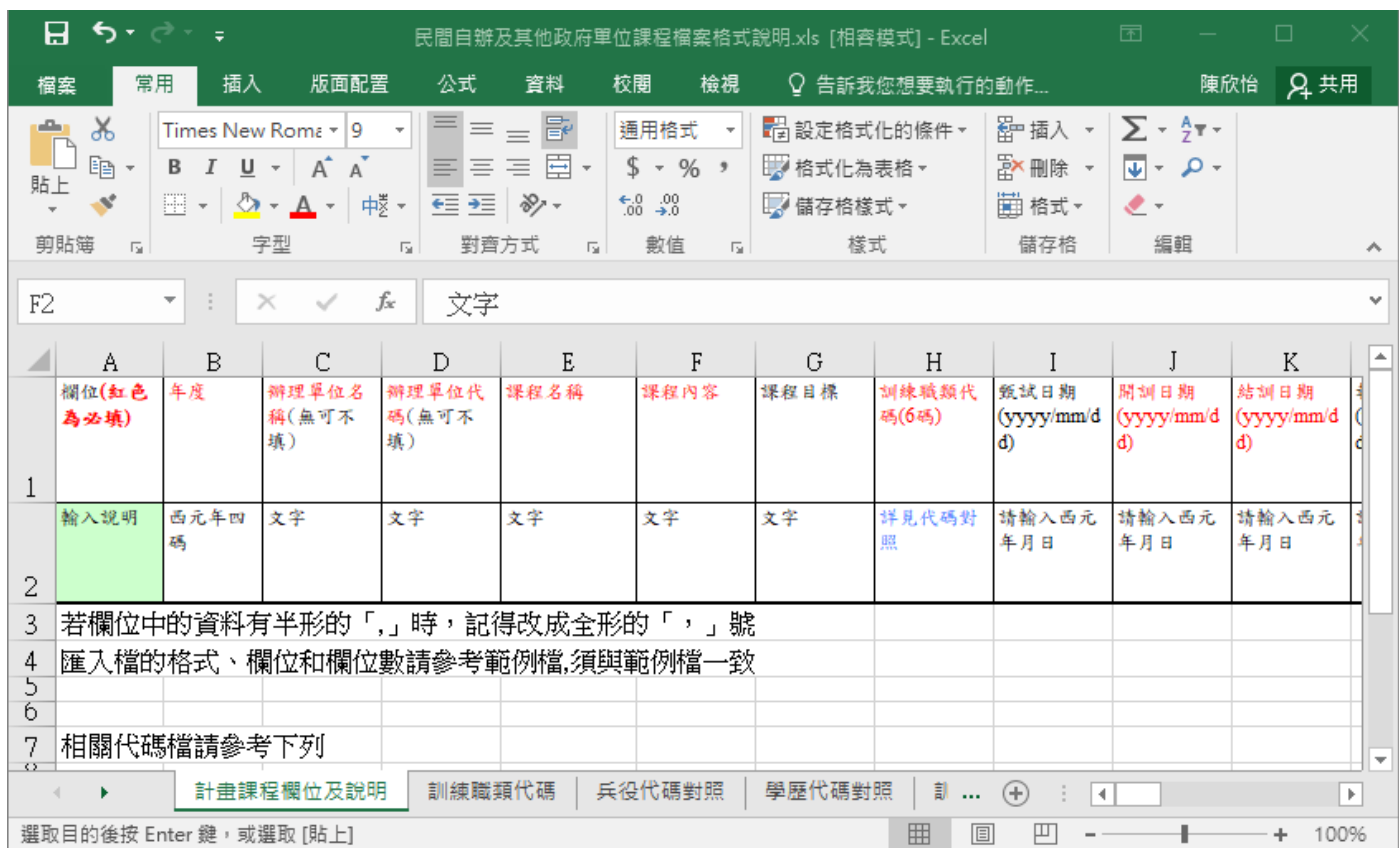 民間自辦及其他政府單位課程檔案格式說明.xls [相容模式] - Excel
檔案 常用 插入 版面配置 公式 資料 校閱 檢視 告訴我您想要執行的動作... 陳欣怡 共用
Times New Roma 9 通用格式 設定格式化的條件 插入
貼上 B I U A A $ % 格式化為表格 刪除
A 中 .00 .00 儲存格樣式 格式
剪貼簿 字型 對齊方式 數值 樣式 儲存格 編輯
F2 fx 文字
A B C D E F G H I J K
1
欄位(紅色
為必填)
年度
辦理單位名
稱(無可不
填)
辦理單位代
碼(無可不
填)
課程名稱
課程內容
課程目標
訓練職類代
碼(6碼)
甄試日期
(yyyy/mm/d
d)
開訓日期
(yyyy/mm/d
d)
結訓日期
(yyyy/mm/d
d)
2
輸入說明
西元年四
碼
文字
文字
文字
文字
文字
詳見代碼對
照
請輸入西元
年月日
請輸入西元
年月日
請輸入西元
年月日
3 若欄位中的資料有半形的「,」時，記得改成全形的「，」號
4 匯入檔的格式、欄位和欄位數請參考範例檔,須與範例檔一致
5
6
7 相關代碼檔請參考下列
計畫課程欄位及說明 訓練職類代碼 兵役代碼對照 學歷代碼對照 ...
選取目的後按 Enter 鍵，或選取 [貼上] 100%